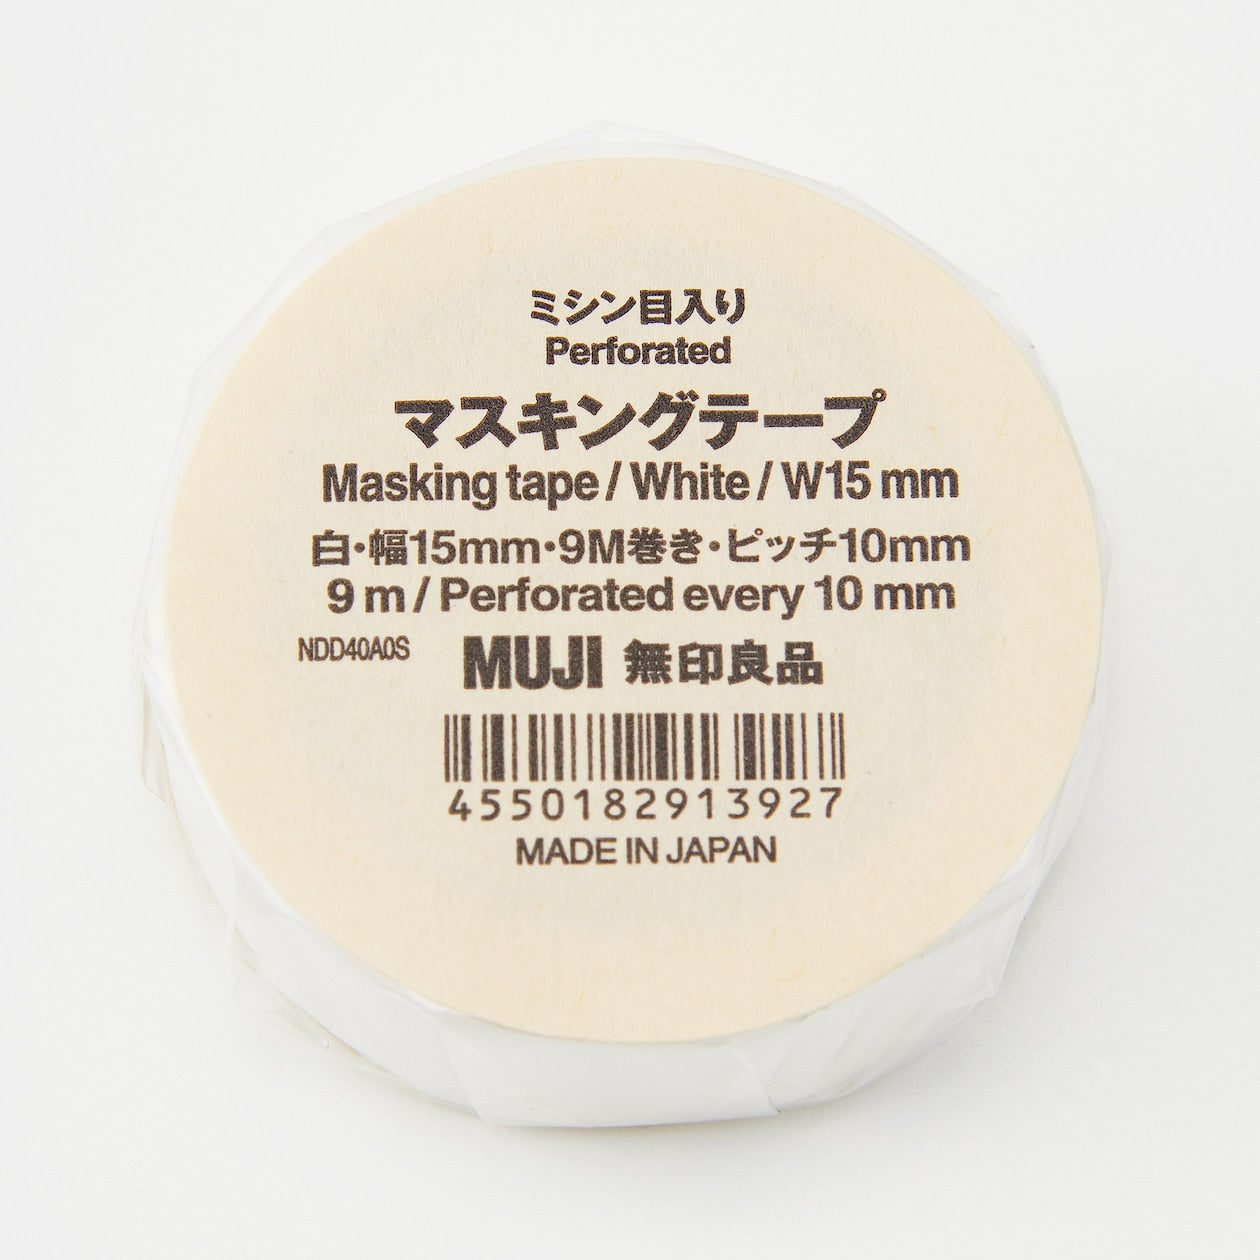 ミシン目入り
Perforated
マスキングテープ
Masking tape / White / W15 mm
白・幅15mm・9M巻き・ピッチ10mm
9 m / Perforated every 10 mm
NDD40A0S
MUJI 無印良品
4550182913927
MADE IN JAPAN